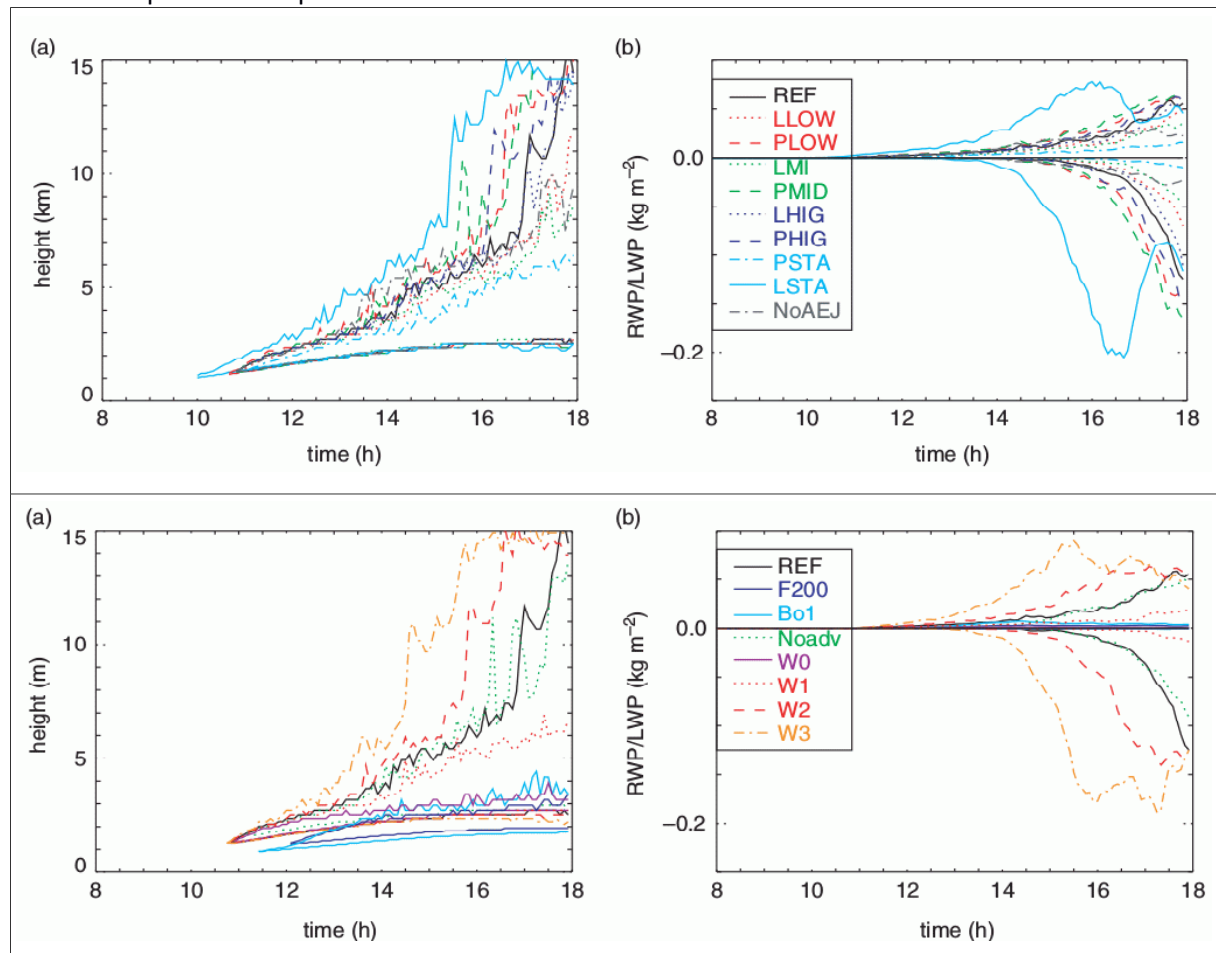 (a)
15
10
5
0
height (km)
8 10 12 14 16 18
time (h)
(b)
0.0
−0.2
RWP/LWP (kg m−2)
REF
LLOW
PLOW
LMI
PMID
LHIG
PHIG
PSTA
LSTA
NoAEJ
8 10 12 14 16 18
time (h)
(a)
15
10
5
0
height (m)
8 10 12 14 16 18
time (h)
(b)
0.0
−0.2
RWP/LWP (kg m−2)
REF
F200
Bo1
Noadv
W0
W1
W2
W3
8 10 12 14 16 18
time (h)